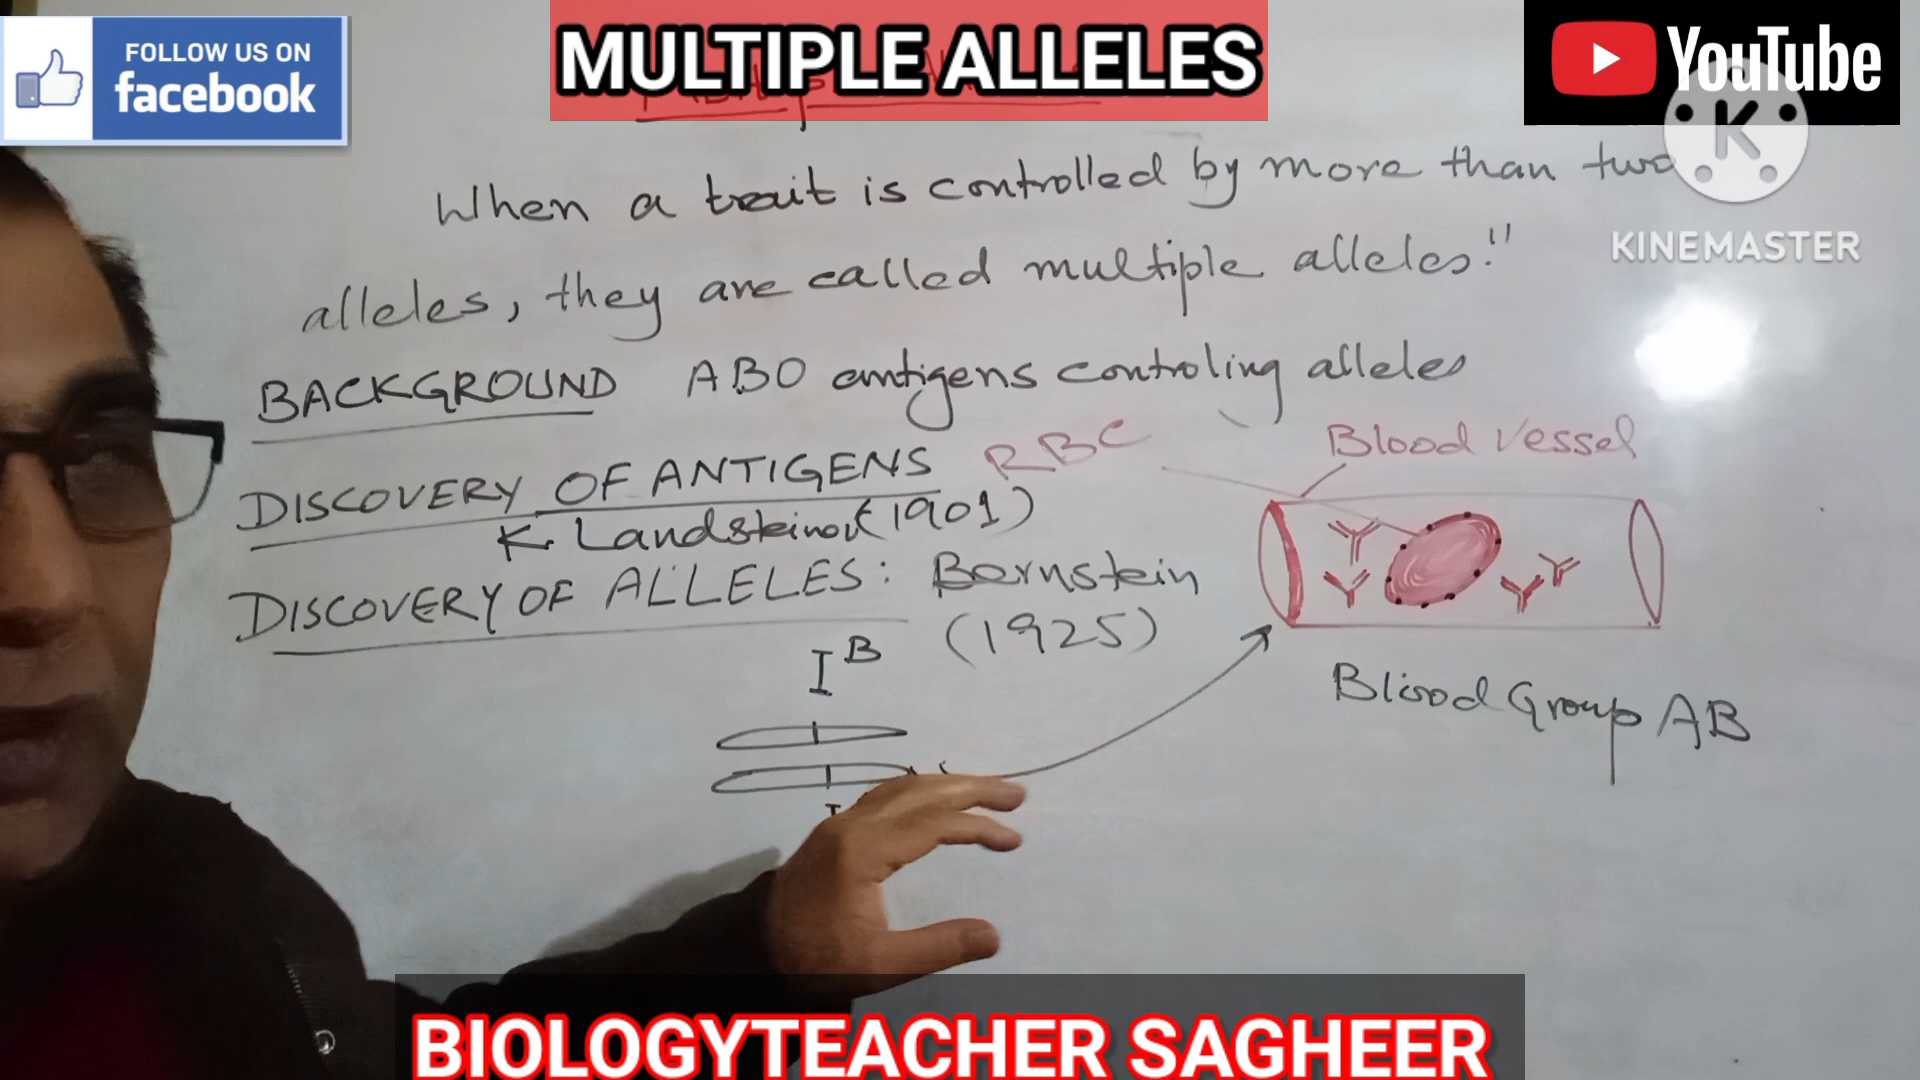 FOLLOW US ON
facebook
MULTIPLE ALLELES
YouTube
K
KINEMASTER
When a trait is controlled by more than two
alleles, they are called multiple alleles."
BACKGROUND ABO antigens controling alleles
DISCOVERY OF ANTIGENS
K. Landsteiner (1901)
RBC
Blood Vessel
DISCOVERY OF ALLELES: Bernstein
(1925)
I^B
Blood Group AB
BIOLOGYTEACHER SAGHEER